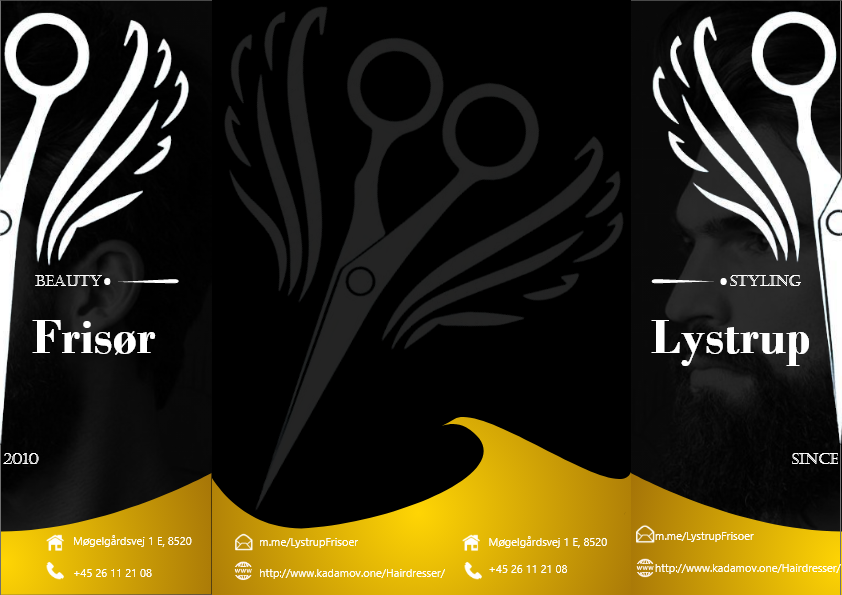 BEAUTY
Frisør
2010
Møgelgårdsvej 1 E, 8520
+45 26 11 21 08
m.me/LystrupFrisoer
http://www.kadamov.one/Hairdresser/
Møgelgårdsvej 1 E, 8520
+45 26 11 21 08
STYLING
Lystrup
SINCE
m.me/LystrupFrisoer
http://www.kadamov.one/Hairdresser/